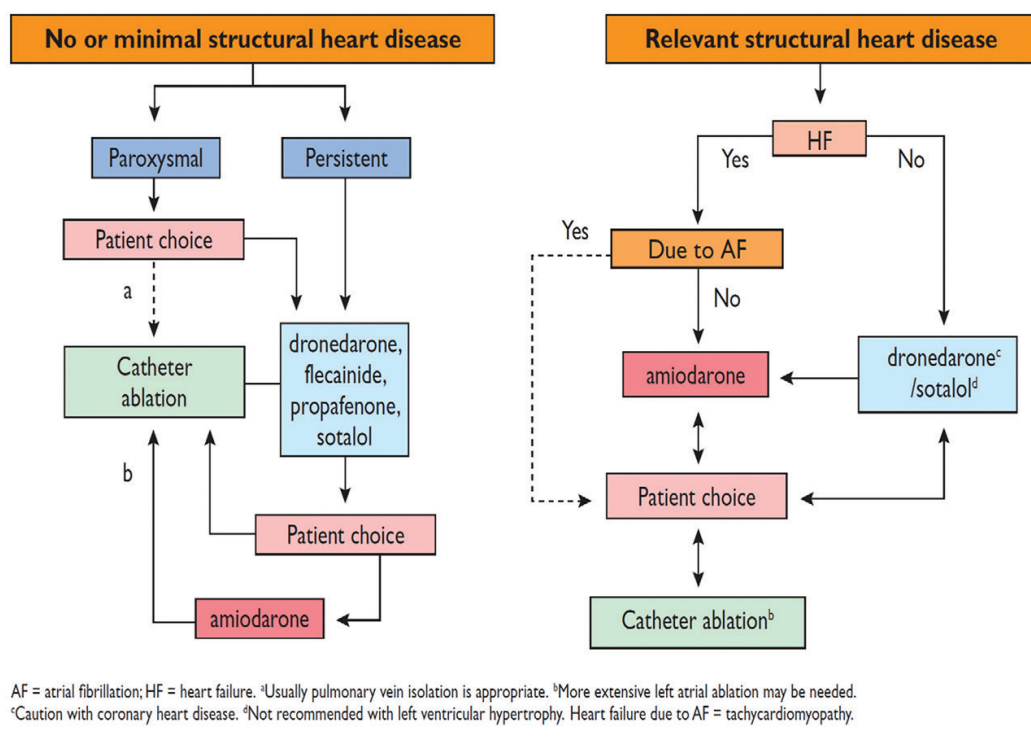 No or minimal structural heart disease
Paroxysmal
Persistent
Patient choice
a
Catheter
ablation
dronedarone,
flecainide,
propafenone,
sotalol
b
Patient choice
amiodarone
Relevant structural heart disease
HF
Yes
No
Yes
Due to AF
No
amiodarone
dronedaroneᶜ
/sotalolᵈ
Patient choice
Catheter ablationᵇ
AF = atrial fibrillation; HF = heart failure. ᵃUsually pulmonary vein isolation is appropriate. ᵇMore extensive left atrial ablation may be needed.
ᶜCaution with coronary heart disease. ᵈNot recommended with left ventricular hypertrophy. Heart failure due to AF = tachycardiomyopathy.